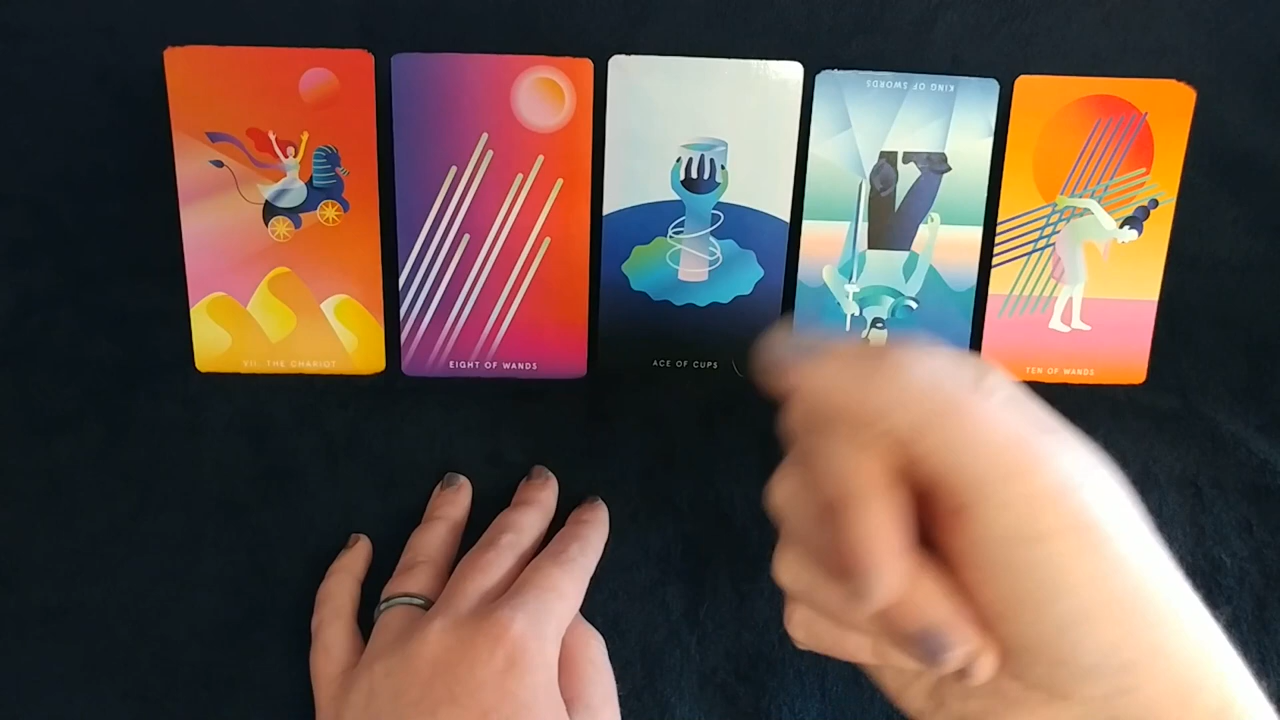 VII. THE CHARIOT
EIGHT OF WANDS
ACE OF CUPS
KING OF SWORDS
TEN OF WANDS